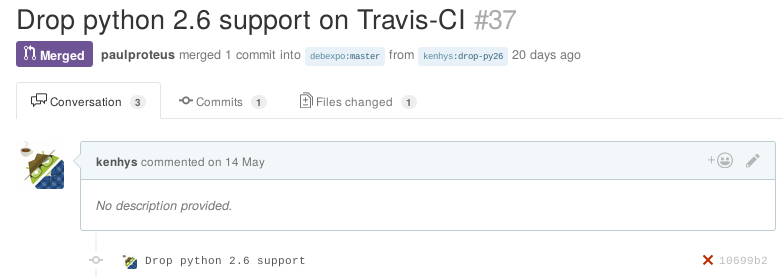 Drop python 2.6 support on Travis-CI #37
Merged paulproteus merged 1 commit into debexpo:master from kenhys:drop-py26 20 days ago
Conversation 3 Commits 1 Files changed 1
kenhys commented on 14 May +
No description provided.
Drop python 2.6 support 10699b2